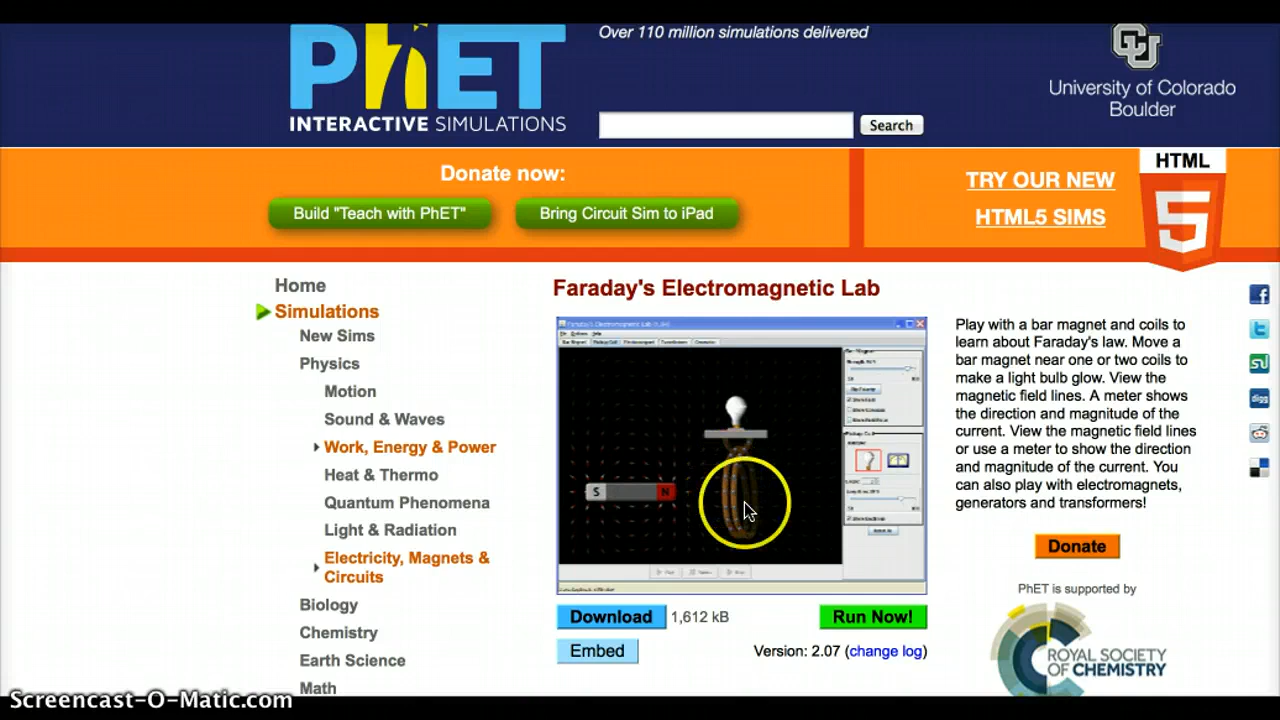 PhET
INTERACTIVE SIMULATIONS
Over 110 million simulations delivered
Search
CU
University of Colorado
Boulder
Donate now:
Build "Teach with PhET"
Bring Circuit Sim to iPad
TRY OUR NEW
HTML5 SIMS
HTML
5
Home
Simulations
New Sims
Physics
Motion
Sound & Waves
Work, Energy & Power
Heat & Thermo
Quantum Phenomena
Light & Radiation
Electricity, Magnets &
Circuits
Biology
Chemistry
Earth Science
Math
Faraday's Electromagnetic Lab
S
N
Download 1,612 kB
Run Now!
Embed
Version: 2.07 (change log)
Play with a bar magnet and coils to
learn about Faraday's law. Move a
bar magnet near one or two coils to
make a light bulb glow. View the
magnetic field lines. A meter shows
the direction and magnitude of the
current. View the magnetic field lines
or use a meter to show the direction
and magnitude of the current. You
can also play with electromagnets,
generators and transformers!
Donate
PhET is supported by
ROYAL SOCIETY
OF CHEMISTRY
digg
Screencast-O-Matic.com